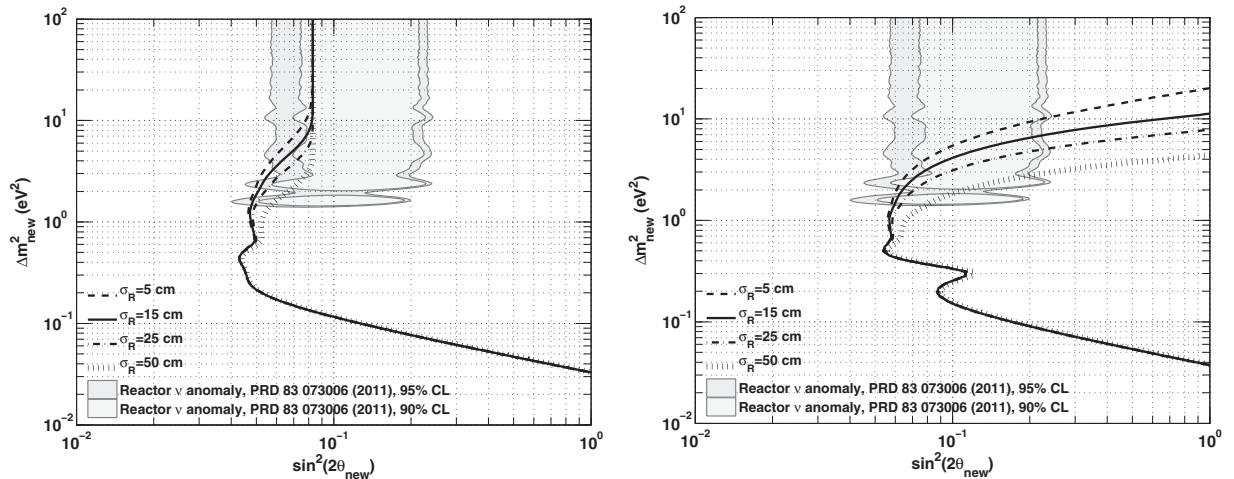 10²
10¹
10⁰
10⁻¹
10⁻²
Δm²new (eV²)
σR=5 cm
σR=15 cm
σR=25 cm
σR=50 cm
Reactor ν anomaly, PRD 83 073006 (2011), 95% CL
Reactor ν anomaly, PRD 83 073006 (2011), 90% CL
10⁻² 10⁻¹ 10⁰
sin²(2θnew)
10²
10¹
10⁰
10⁻¹
10⁻²
Δm²new (eV²)
σR=5 cm
σR=15 cm
σR=25 cm
σR=50 cm
Reactor ν anomaly, PRD 83 073006 (2011), 95% CL
Reactor ν anomaly, PRD 83 073006 (2011), 90% CL
10⁻² 10⁻¹ 10⁰
sin²(2θnew)